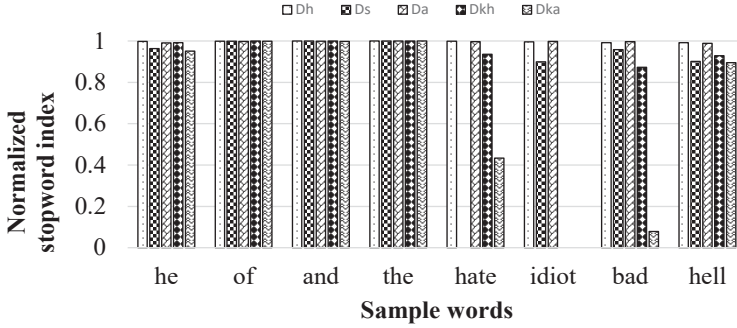 Dh Ds Da Dkh Dka
1
0.8
0.6
0.4
0.2
0
Normalized
stopword index
he of and the hate idiot bad hell
Sample words